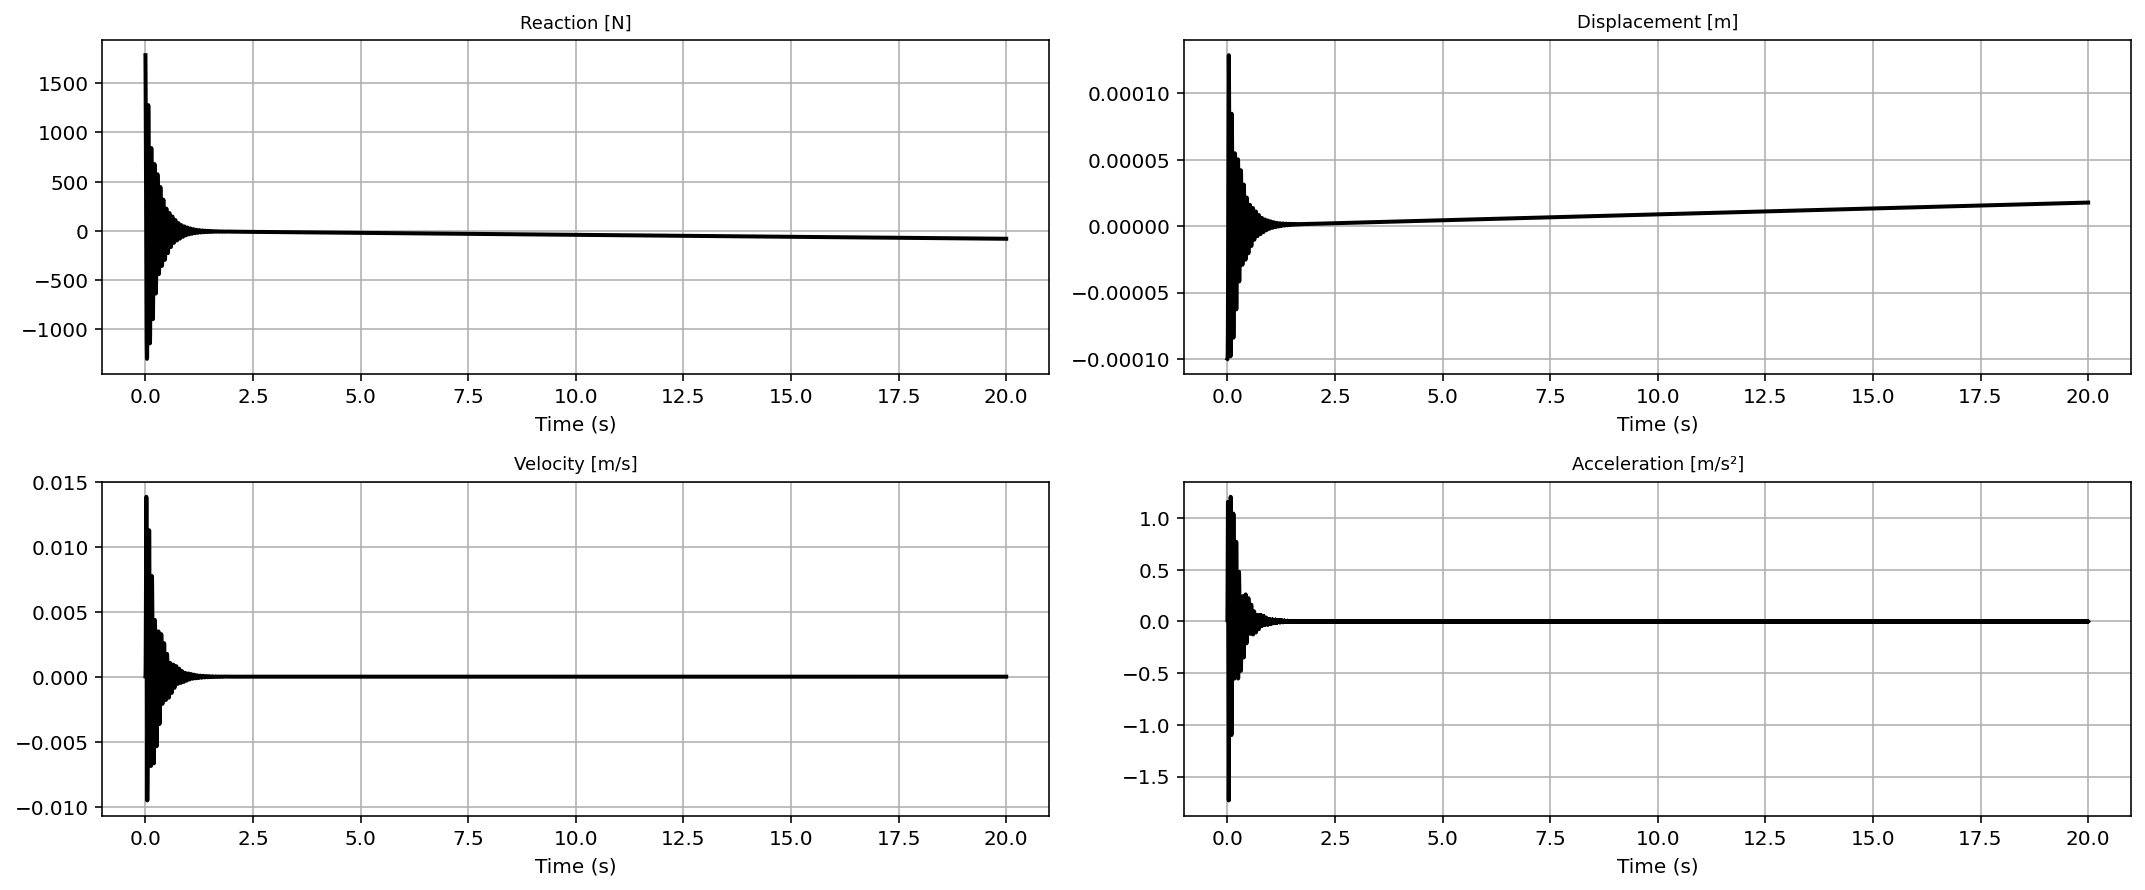 Reaction [N]
1500
1000
500
0
−500
−1000
0.0 2.5 5.0 7.5 10.0 12.5 15.0 17.5 20.0
Time (s)
Displacement [m]
0.00010
0.00005
0.00000
−0.00005
−0.00010
0.0 2.5 5.0 7.5 10.0 12.5 15.0 17.5 20.0
Time (s)
Velocity [m/s]
0.015
0.010
0.005
0.000
−0.005
−0.010
0.0 2.5 5.0 7.5 10.0 12.5 15.0 17.5 20.0
Time (s)
Acceleration [m/s²]
1.0
0.5
0.0
−0.5
−1.0
−1.5
0.0 2.5 5.0 7.5 10.0 12.5 15.0 17.5 20.0
Time (s)